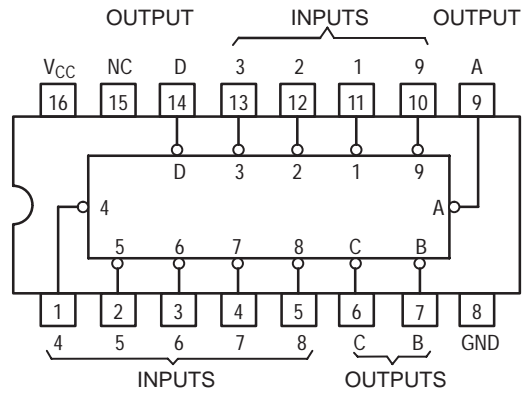 OUTPUT INPUTS OUTPUT
VCC NC D 3 2 1 9 A
16 15 14 13 12 11 10 9
D 3 2 1 9
4 A
5 6 7 8 C B
1 2 3 4 5 6 7 8
4 5 6 7 8 C B GND
INPUTS OUTPUTS